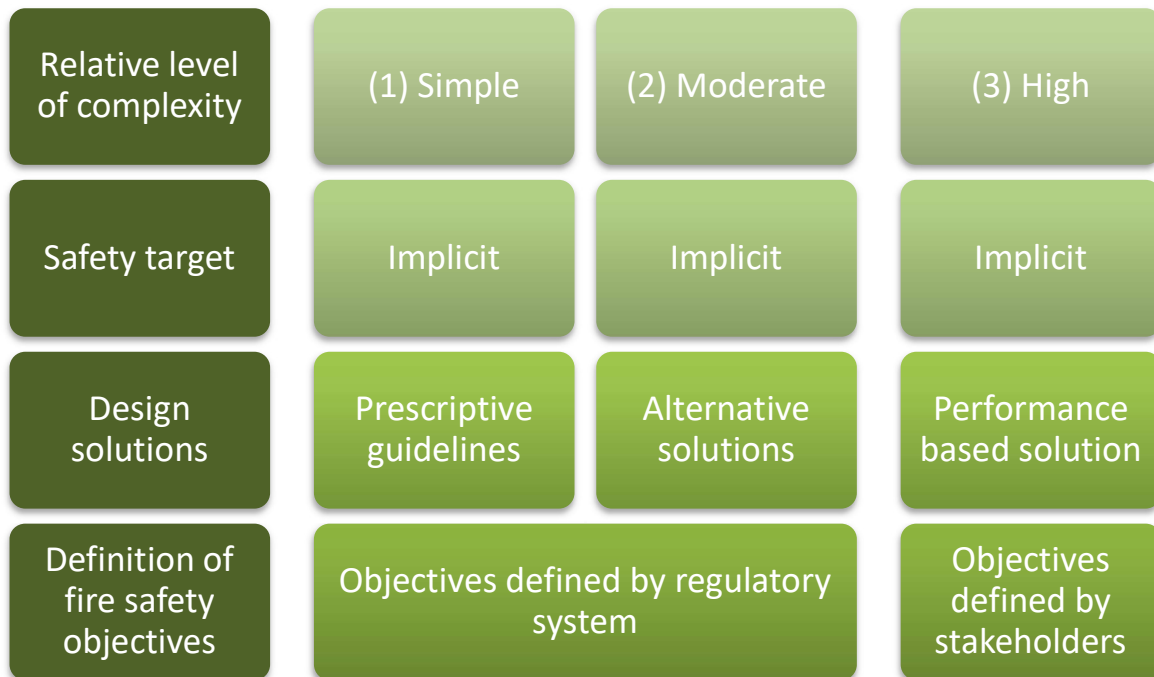 Relative level
of complexity
(1) Simple
(2) Moderate
(3) High
Safety target
Implicit
Implicit
Implicit
Design
solutions
Prescriptive
guidelines
Alternative
solutions
Performance
based solution
Definition of
fire safety
objectives
Objectives defined by regulatory
system
Objectives
defined by
stakeholders